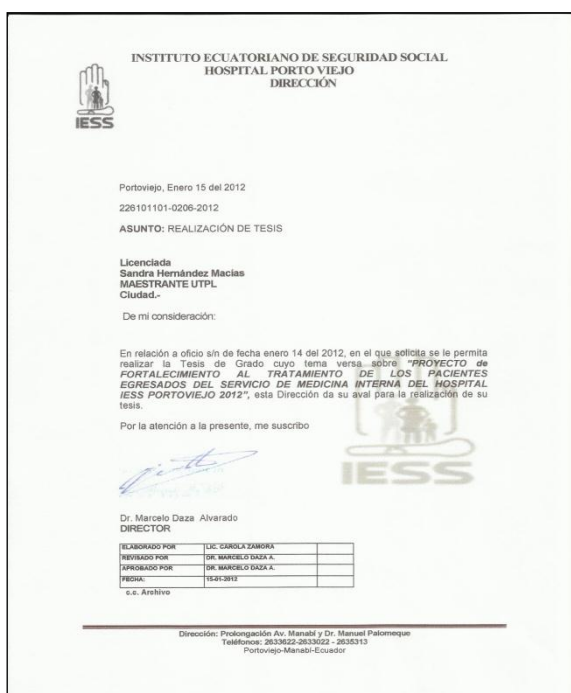 INSTITUTO ECUATORIANO DE SEGURIDAD SOCIAL
HOSPITAL PORTO VIEJO
DIRECCIÓN
IESS
Portoviejo, Enero 15 del 2012
226101101-0206-2012
ASUNTO: REALIZACIÓN DE TESIS
Licenciada
Sandra Hernández Macías
MAESTRANTE UTPL
Ciudad.-
De mi consideración:
En relación a oficio s/n de fecha enero 14 del 2012, en el que solicita se le permita
realizar la Tesis de Grado cuyo tema versa sobre "PROYECTO de
FORTALECIMIENTO AL TRATAMIENTO DE LOS PACIENTES
EGRESADOS DEL SERVICIO DE MEDICINA INTERNA DEL HOSPITAL
IESS PORTOVIEJO 2012", esta Dirección da su aval para la realización de su
tesis.
Por la atención a la presente, me suscribo
IESS
Dr. Marcelo Daza Alvarado
DIRECTOR
ELABORADO POR LIC. CAROLA ZAMORA
REVISADO POR DR. MARCELO DAZA A.
APROBADO POR DR. MARCELO DAZA A.
FECHA: 15-01-2012
c.c. Archivo
Dirección: Prolongación Av. Manabí y Dr. Manuel Palomeque
Teléfonos: 2633622-2633022 - 2635313
Portoviejo-Manabí-Ecuador